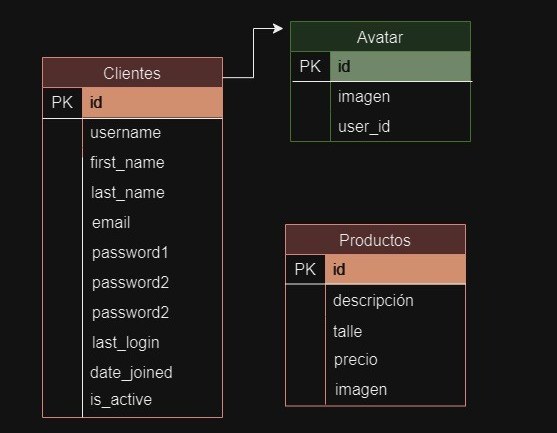 Clientes
PK id
username
first_name
last_name
email
password1
password2
password2
last_login
date_joined
is_active
Avatar
PK id
imagen
user_id
Productos
PK id
descripción
talle
precio
imagen